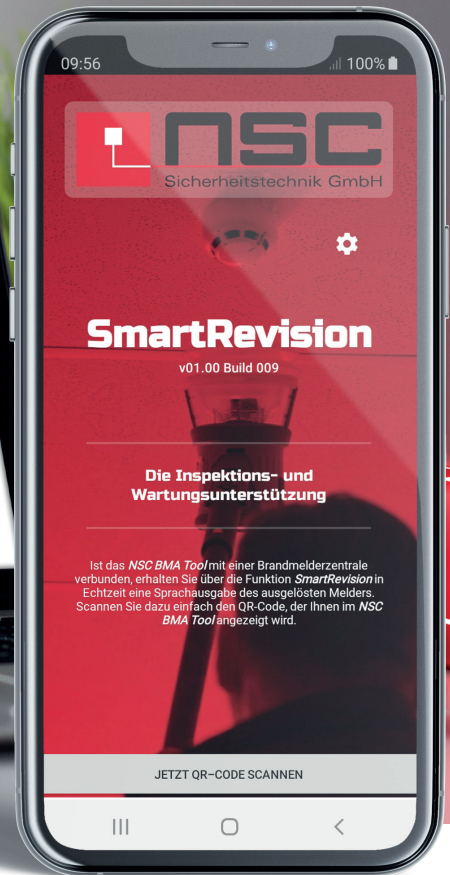 09:56
100%
nsc
Sicherheitstechnik GmbH
SmartRevision
v01.00 Build 009
Die Inspektions- und
Wartungsunterstützung
Ist das NSC BMA Tool mit einer Brandmelderzentrale
verbunden, erhalten Sie über die Funktion SmartRevision in
Echtzeit eine Sprachausgabe des ausgelösten Melders.
Scannen Sie dazu einfach den QR-Code, der Ihnen im NSC
BMA Tool angezeigt wird.
JETZT QR-CODE SCANNEN